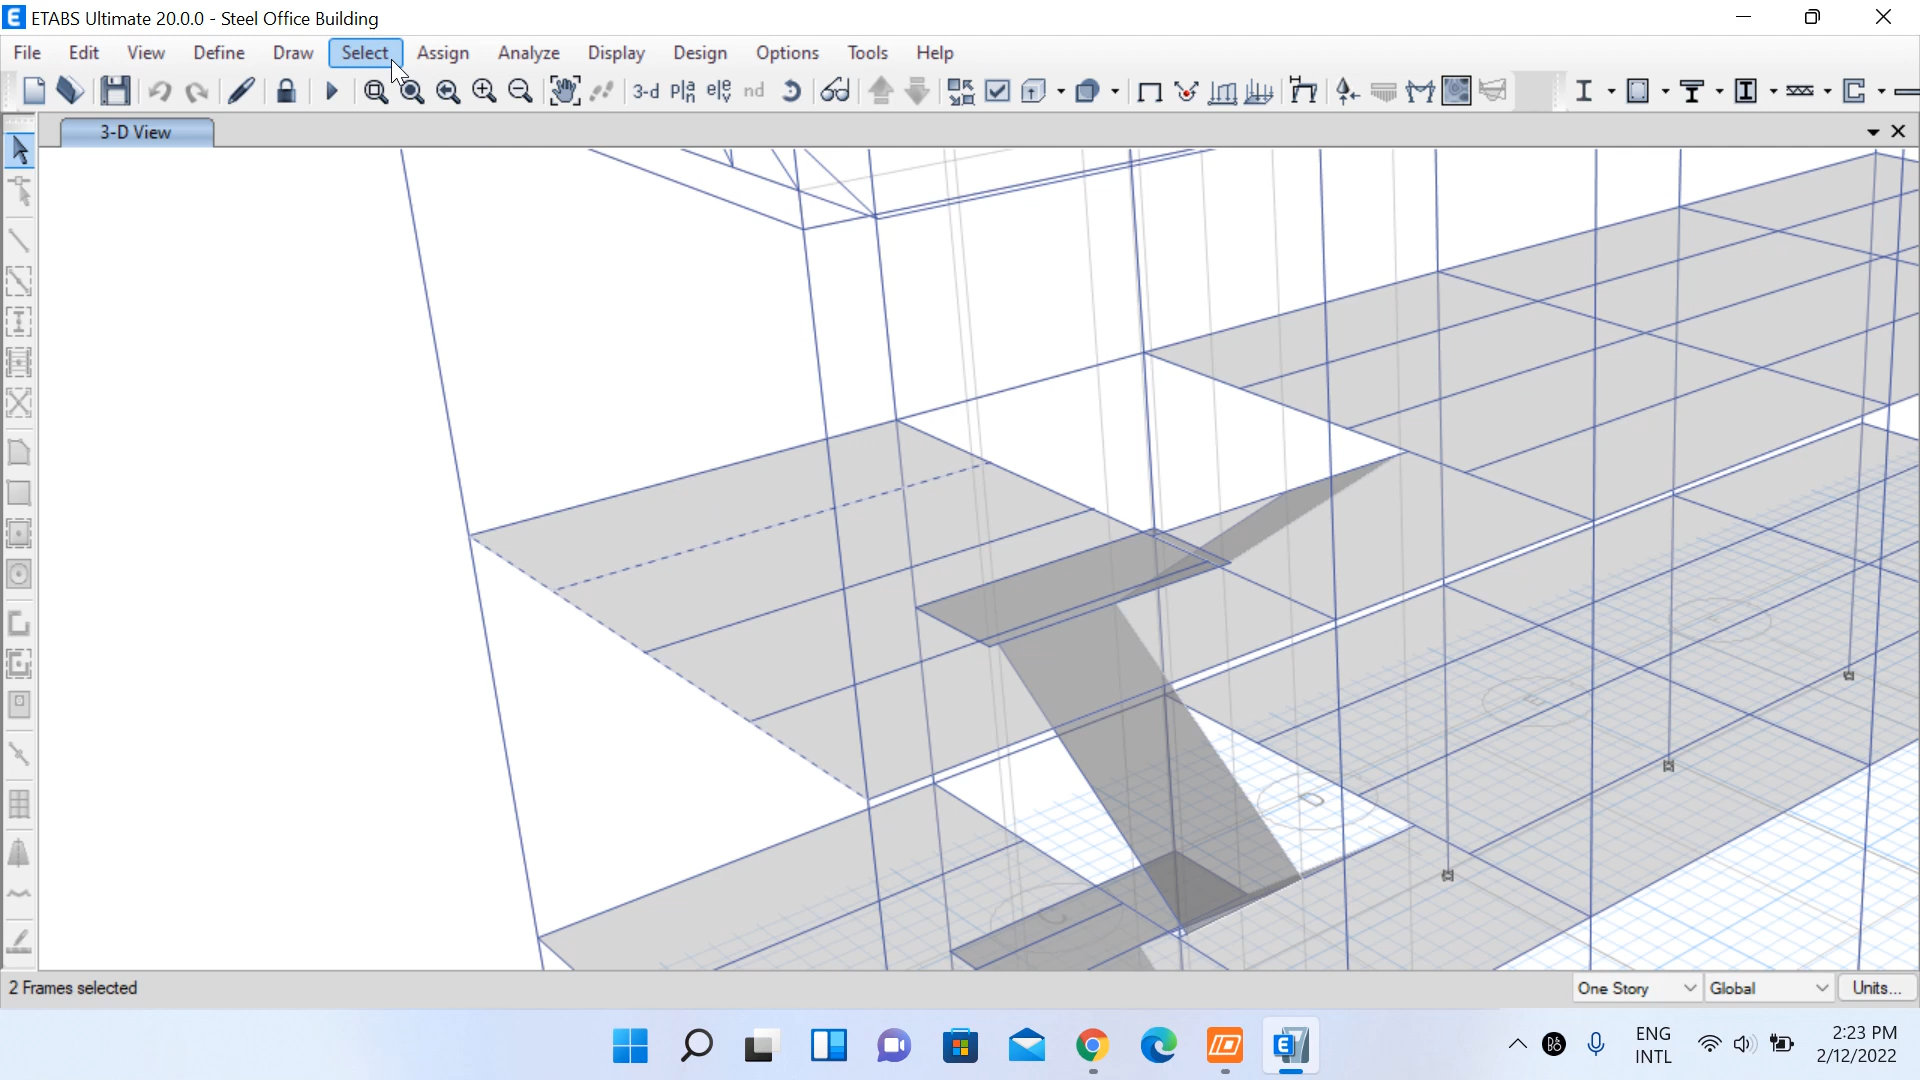 ETABS Ultimate 20.0.0 - Steel Office Building
File Edit View Define Draw Select Assign Analyze Display Design Options Tools Help
3-d
nd
3-D View
D
C
2 Frames selected
One Story
Global
Units...
ENG
INTL
2:23 PM
2/12/2022